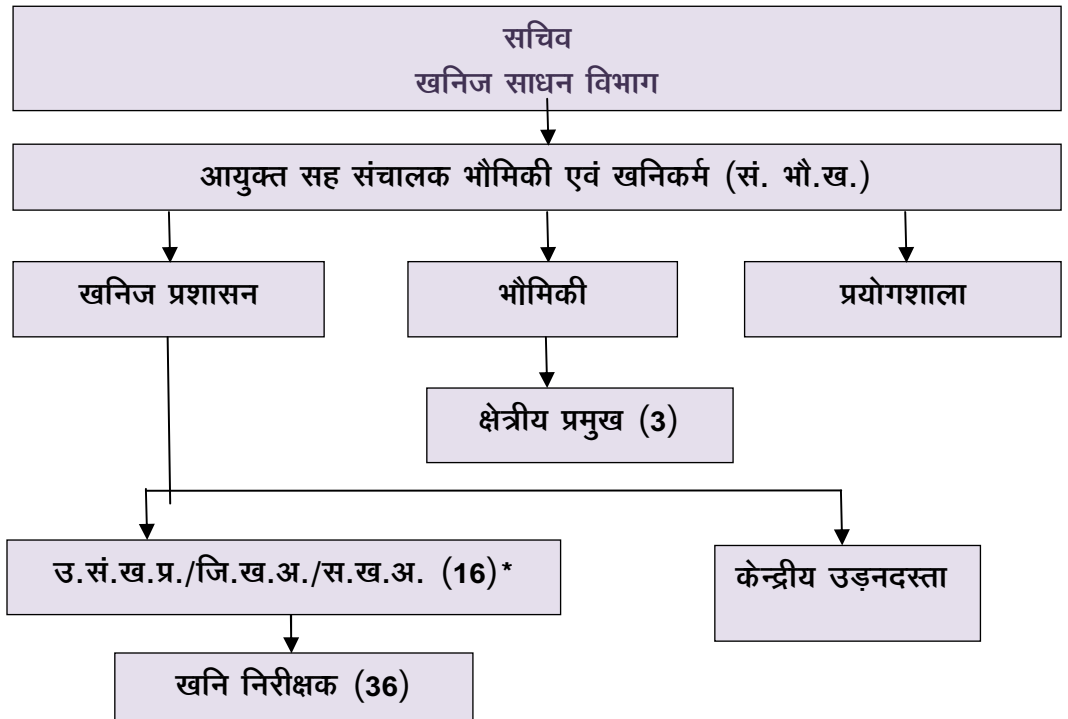 सचिव
खनिज साधन विभाग
आयुक्त सह संचालक भौमिकी एवं खनिकर्म (सं. भौ.ख.)
खनिज प्रशासन
भौमिकी
प्रयोगशाला
क्षेत्रीय प्रमुख (3)
उ.सं.ख.प्र./जि.ख.अ./स.ख.अ. (16)*
केन्द्रीय उड़नदस्ता
खनि निरीक्षक (36)